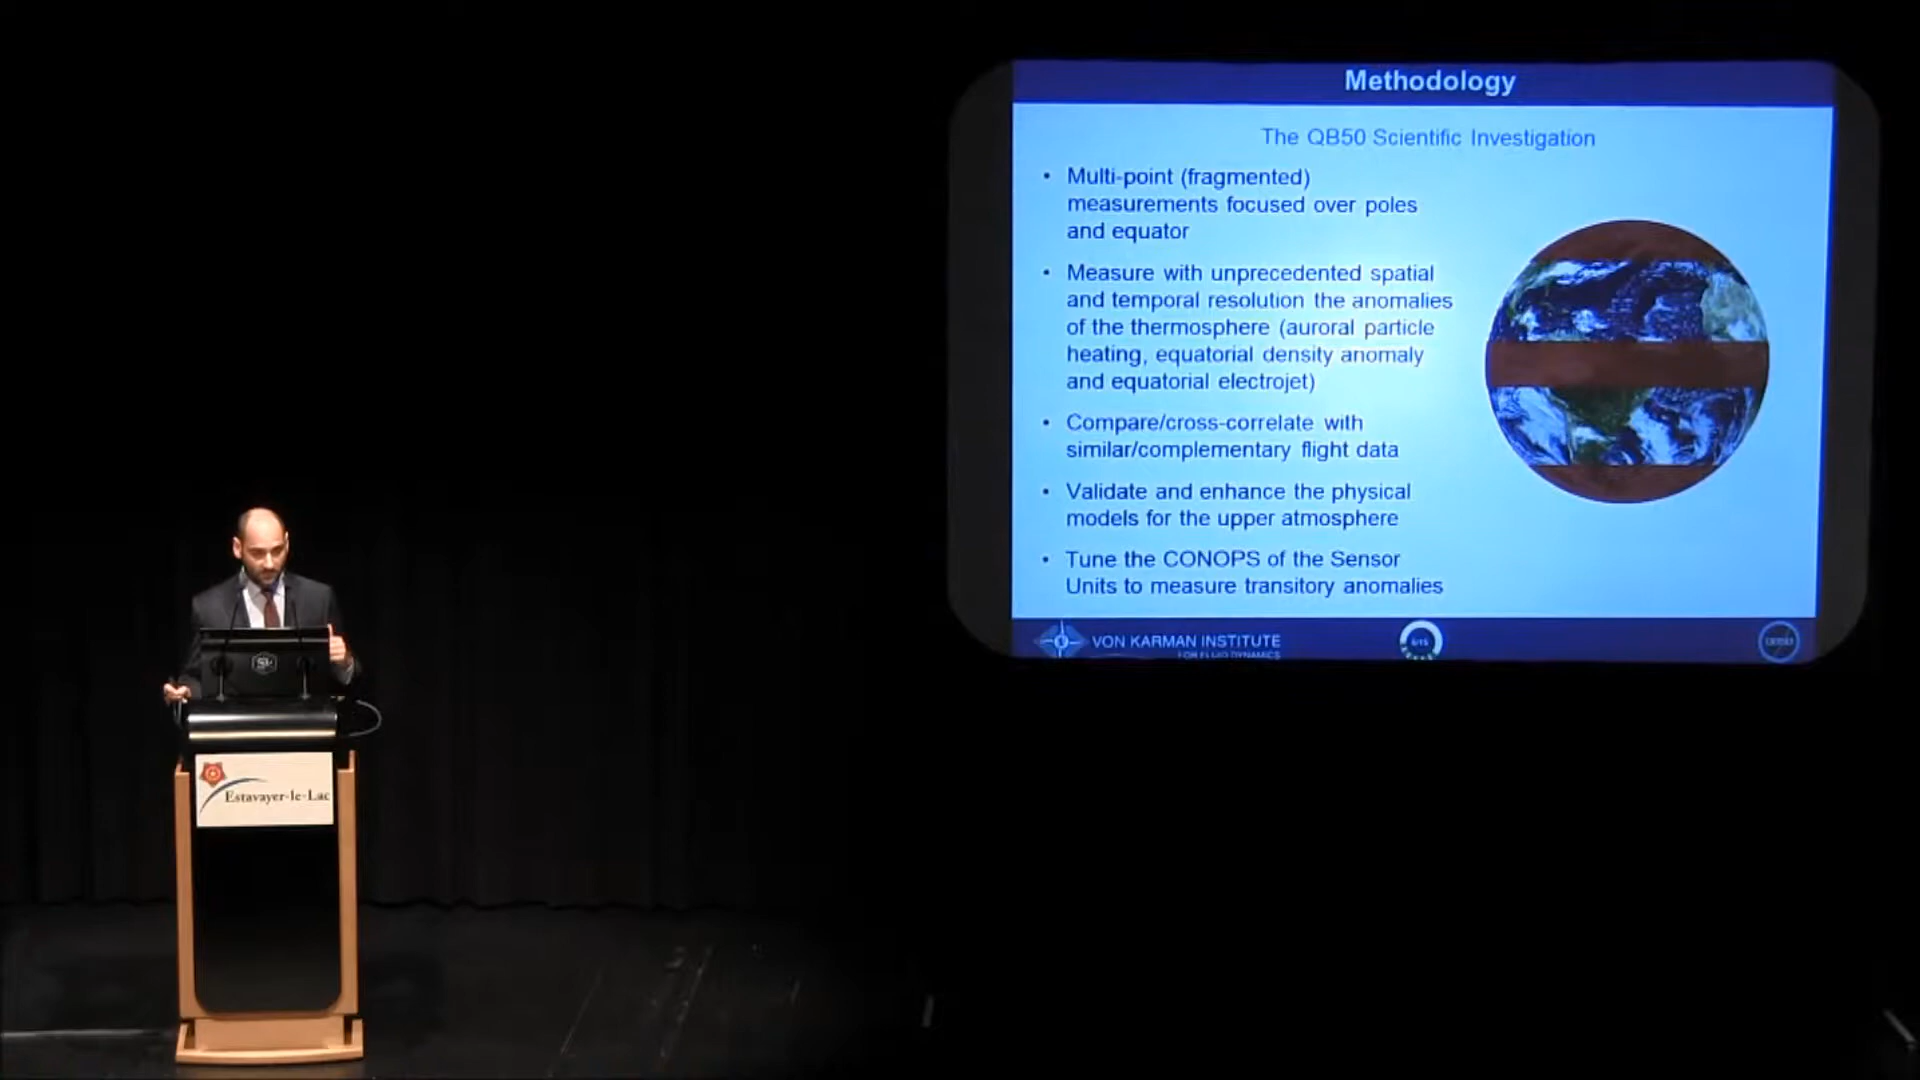 Methodology
The QB50 Scientific Investigation
• Multi-point (fragmented)
measurements focused over poles
and equator
• Measure with unprecedented spatial
and temporal resolution the anomalies
of the thermosphere (auroral particle
heating, equatorial density anomaly
and equatorial electrojet)
• Compare/cross-correlate with
similar/complementary flight data
• Validate and enhance the physical
models for the upper atmosphere
• Tune the CONOPS of the Sensor
Units to measure transitory anomalies
VON KARMAN INSTITUTE
FOR FLUID DYNAMICS
Estavayer-le-Lac